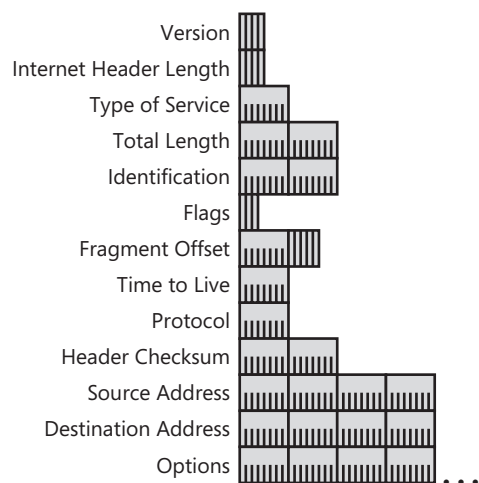 Version
Internet Header Length
Type of Service
Total Length
Identification
Flags
Fragment Offset
Time to Live
Protocol
Header Checksum
Source Address
Destination Address
Options
...